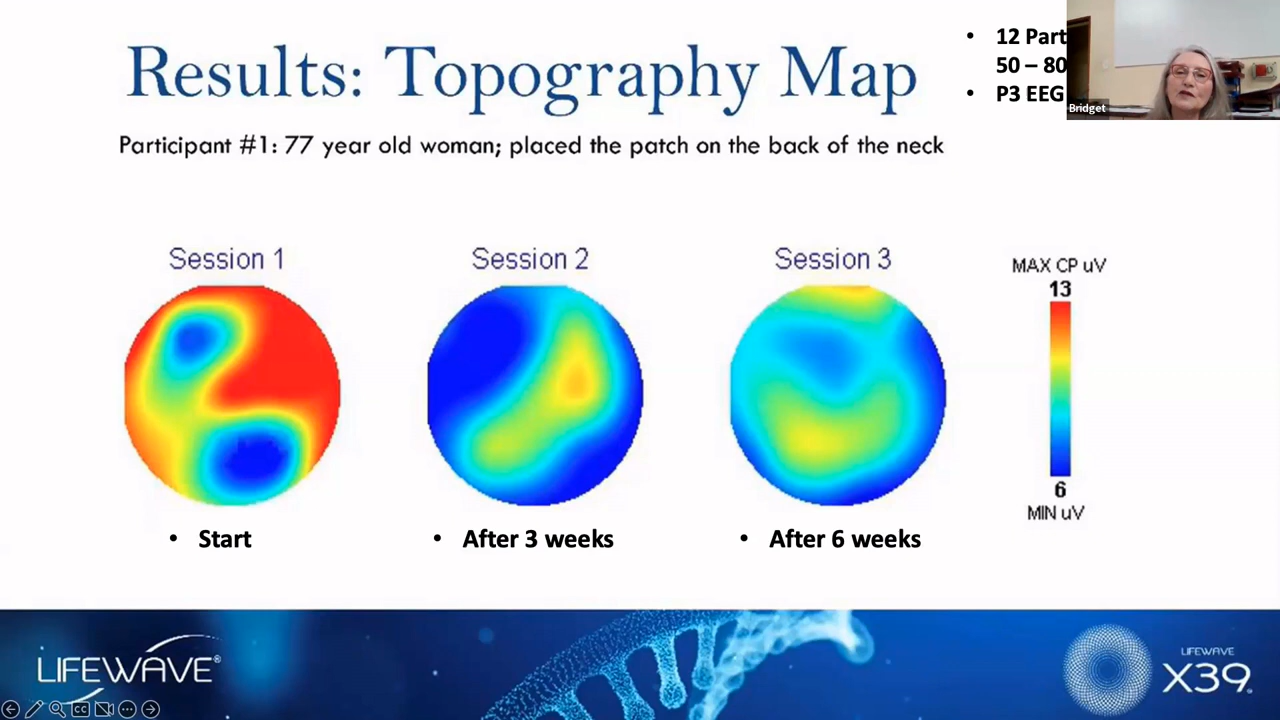 Results: Topography Map
Participant #1: 77 year old woman; placed the patch on the back of the neck
• 12 Part
50 – 80
• P3 EEG
Bridget
Session 1
Session 2
Session 3
MAX CP uV
13
6
MIN uV
• Start
• After 3 weeks
• After 6 weeks
LIFEWAVE®
LIFEWAVE
X39
CC